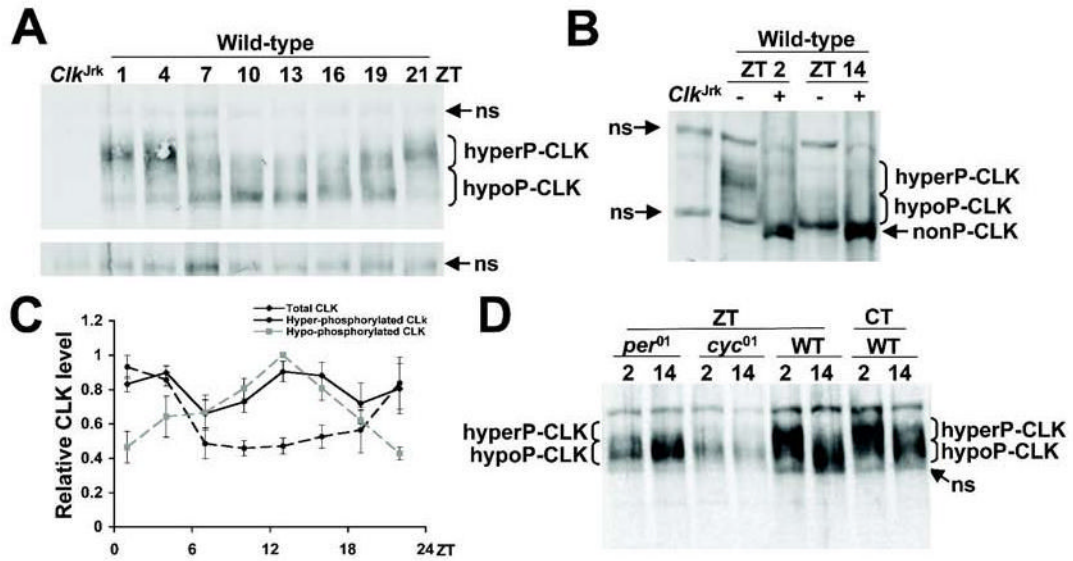 A
Wild-type
Clk^Jrk 1 4 7 10 13 16 19 21 ZT
ns
hyperP-CLK
hypoP-CLK
ns
B
Wild-type
ZT 2 ZT 14
Clk^Jrk - + - +
ns
hyperP-CLK
ns
hypoP-CLK
nonP-CLK
C
Total CLK
Hyper-phosphorylated CLk
Hypo-phosphorylated CLK
Relative CLK level
1.2
1
0.8
0.6
0.4
0.2
0
0 6 12 18 24 ZT
D
ZT CT
per^01 cyc^01 WT WT
2 14 2 14 2 14 2 14
hyperP-CLK hyperP-CLK
hypoP-CLK hypoP-CLK
ns